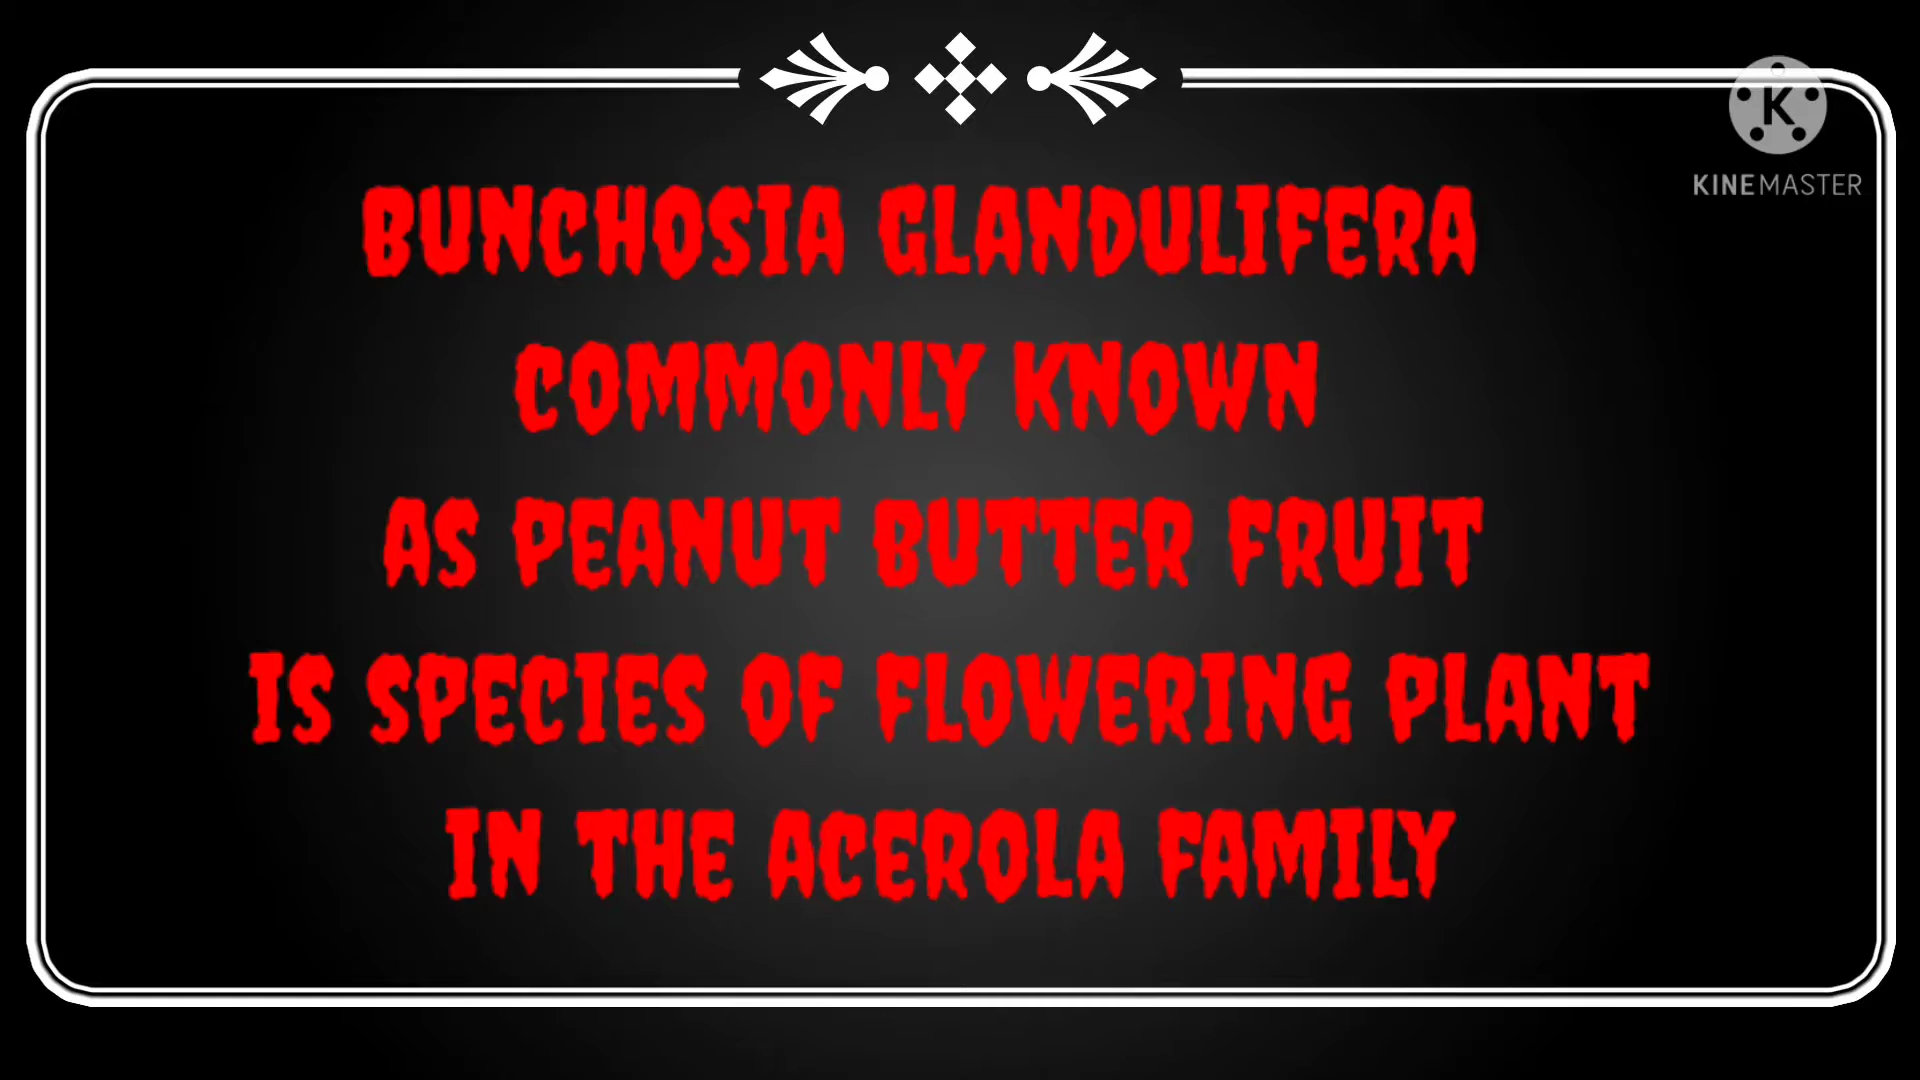 BUNCHOSIA GLANDULIFERA
COMMONLY KNOWN
AS PEANUT BUTTER FRUIT
IS SPECIES OF FLOWERING PLANT
IN THE ACEROLA FAMILY
K
KINEMASTER